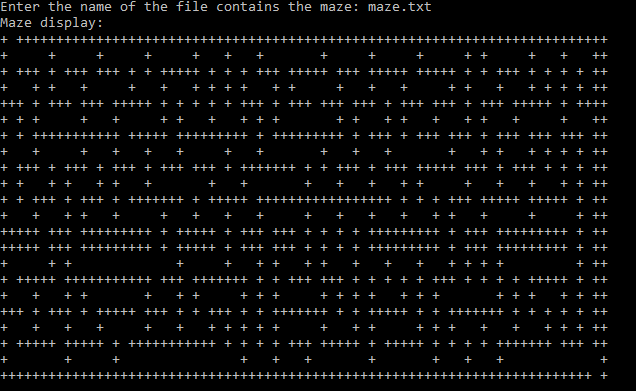 Enter the name of the file contains the maze: maze.txt
Maze display: